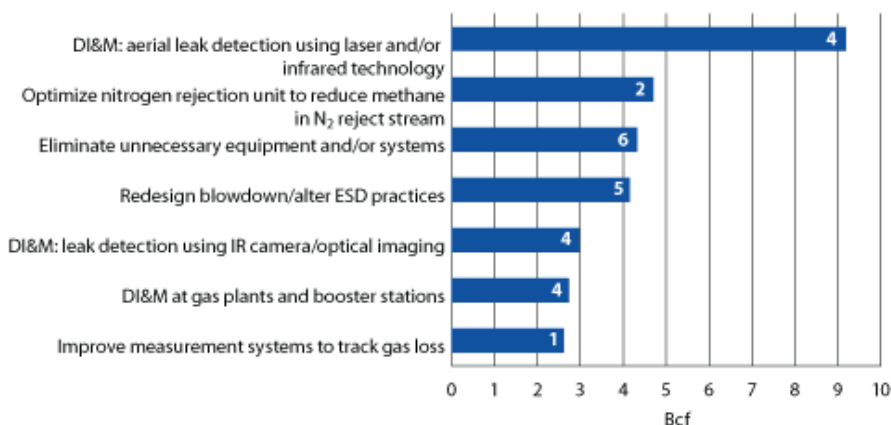 DI&M: aerial leak detection using laser and/or
infrared technology
4
Optimize nitrogen rejection unit to reduce methane
in N₂ reject stream
2
Eliminate unnecessary equipment and/or systems
6
Redesign blowdown/alter ESD practices
5
DI&M: leak detection using IR camera/optical imaging
4
DI&M at gas plants and booster stations
4
Improve measurement systems to track gas loss
1
0 1 2 3 4 5 6 7 8 9 10
Bcf